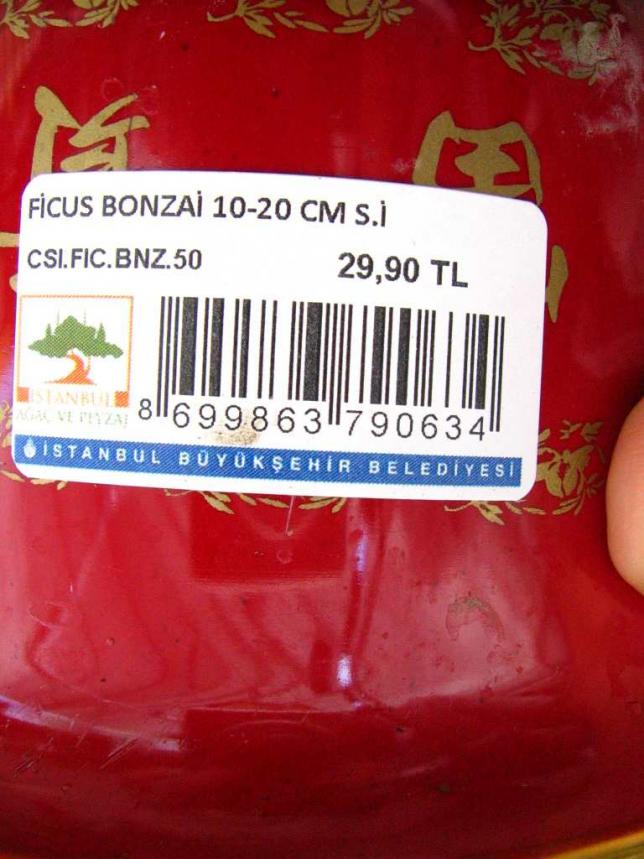 FİCUS BONZAİ 10-20 CM S.İ
CSI.FIC.BNZ.50
29,90 TL
İSTANBUL
AĞAÇ VE PEYZAJ
8 699863 790634
İSTANBUL BÜYÜKŞEHİR BELEDİYESİ